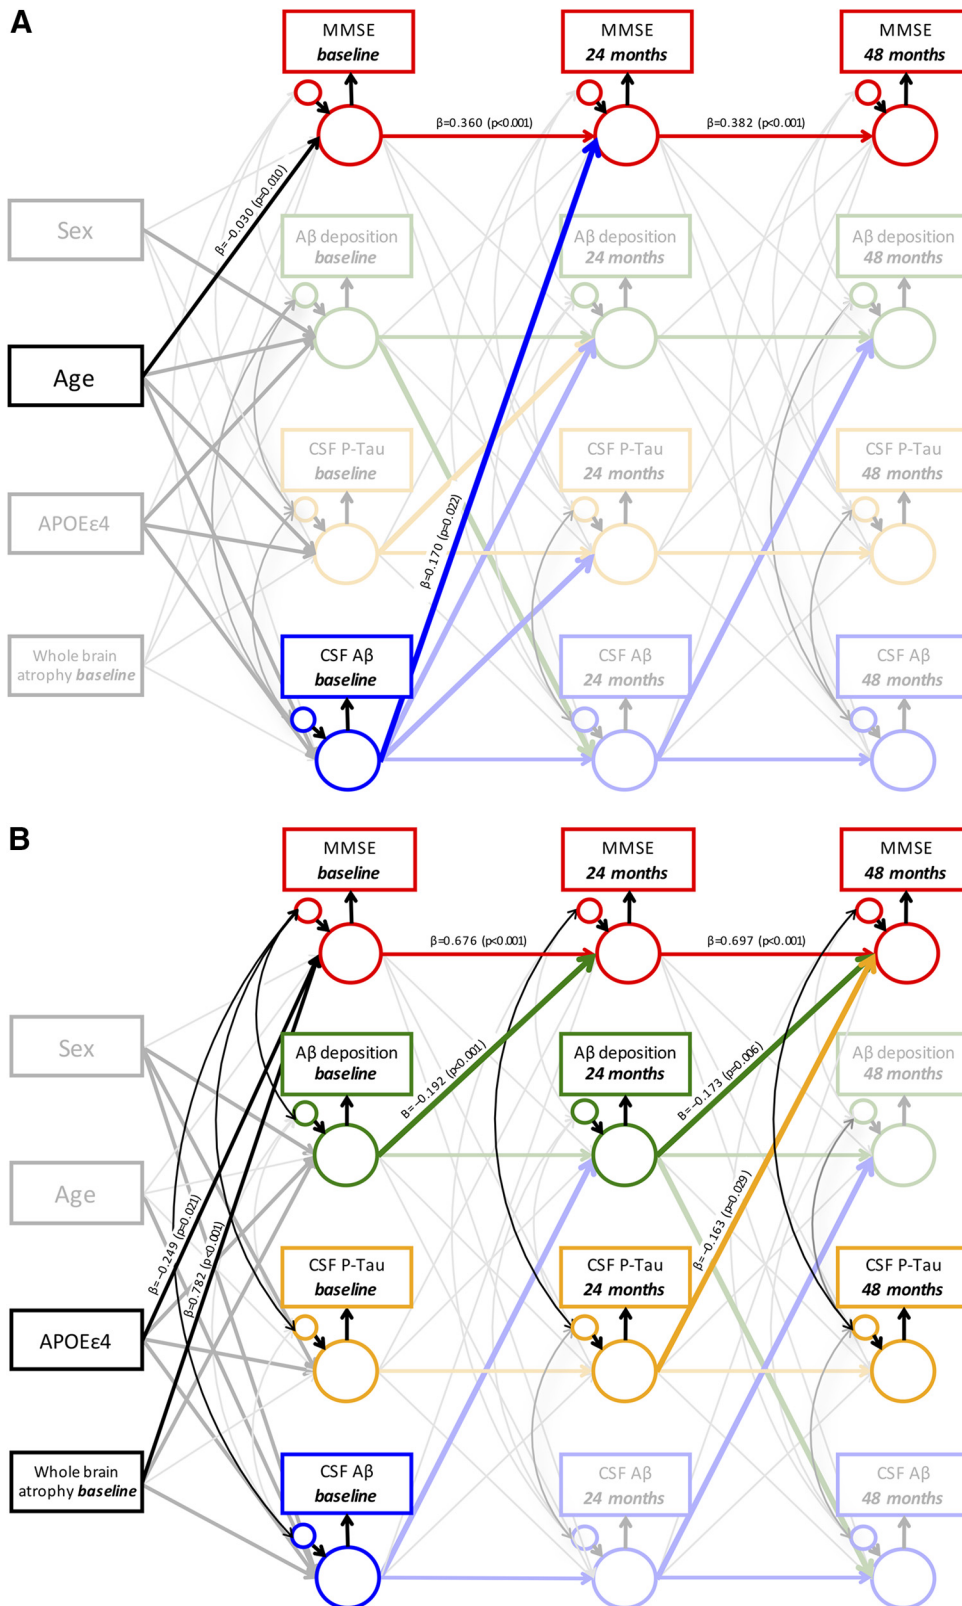 A
MMSE
baseline
MMSE
24 months
MMSE
48 months
β=0.360 (p<0.001)
β=0.382 (p<0.001)
β=−0.030 (p=0.010)
Sex
Aβ deposition
baseline
Aβ deposition
24 months
Aβ deposition
48 months
Age
CSF P-Tau
baseline
CSF P-Tau
24 months
CSF P-Tau
48 months
APOEε4
β=0.170 (p=0.022)
Whole brain
atrophy baseline
CSF Aβ
baseline
CSF Aβ
24 months
CSF Aβ
48 months
B
MMSE
baseline
MMSE
24 months
MMSE
48 months
β=0.676 (p<0.001)
β=0.697 (p<0.001)
Sex
Aβ deposition
baseline
Aβ deposition
24 months
Aβ deposition
48 months
B=−0.192 (p<0.001)
B=−0.173 (p=0.006)
Age
β=−0.249 (p=0.021)
β=0.782 (p<0.001)
β=−0.163 (p=0.029)
CSF P-Tau
baseline
CSF P-Tau
24 months
CSF P-Tau
48 months
APOEε4
Whole brain
atrophy baseline
CSF Aβ
baseline
CSF Aβ
24 months
CSF Aβ
48 months